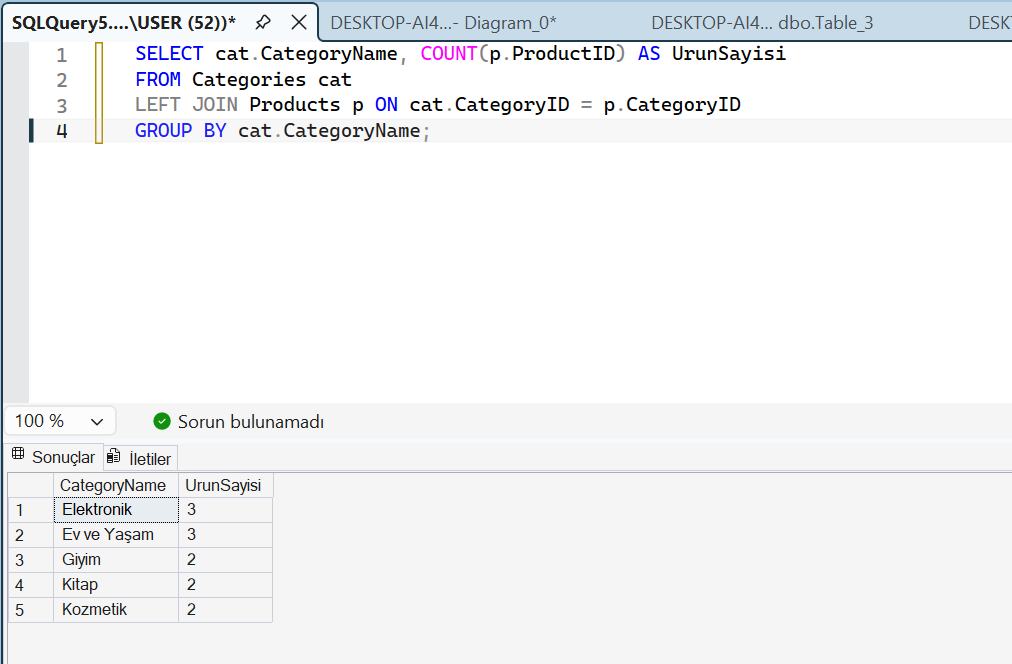 SQLQuery5....\USER (52))* DESKTOP-AI4...- Diagram_0* DESKTOP-AI4... dbo.Table_3 DESK
1 SELECT cat.CategoryName, COUNT(p.ProductID) AS UrunSayisi
2 FROM Categories cat
3 LEFT JOIN Products p ON cat.CategoryID = p.CategoryID
4 GROUP BY cat.CategoryName;
100 % Sorun bulunamadı
Sonuçlar İletiler
CategoryName UrunSayisi
1 Elektronik 3
2 Ev ve Yaşam 3
3 Giyim 2
4 Kitap 2
5 Kozmetik 2